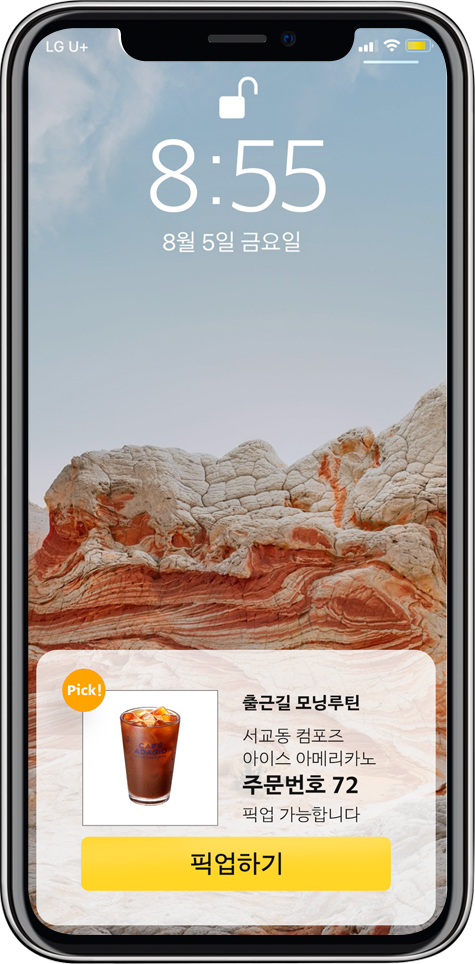 LG U+
8:55
8월 5일 금요일
Pick!
출근길 모닝루틴
서교동 컴포즈
아이스 아메리카노
주문번호 72
픽업 가능합니다
픽업하기